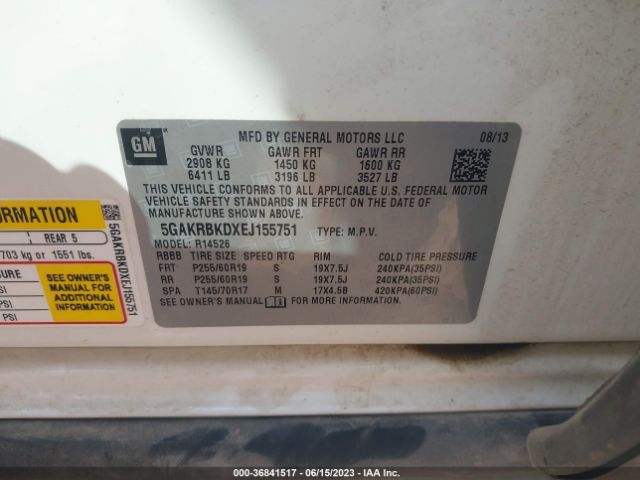 GM
MFD BY GENERAL MOTORS LLC 08/13
GVWR GAWR FRT GAWR RR
2908 KG 1450 KG 1600 KG
6411 LB 3196 LB 3527 LB
THIS VEHICLE CONFORMS TO ALL APPLICABLE U.S. FEDERAL MOTOR
VEHICLE SAFETY STANDARDS IN EFFECT ON THE DATE OF
MANUFACTURE SHOWN ABOVE.
5GAKRBKDXEJ155751 TYPE: M.P.V.
MODEL: R14526
RBBB TIRE SIZE SPEED RTG RIM COLD TIRE PRESSURE
FRT P255/60R19 S 19X7.5J 240KPA(35PSI)
RR P255/60R19 S 19X7.5J 240KPA(35PSI)
SPA T145/70R17 M 17X4.5B 420KPA(60PSI)
SEE OWNER'S MANUAL FOR MORE INFORMATION.
ORMATION
REAR 5
703 kg or 1551 lbs.
SURE
PSI
PSI
PSI
SEE OWNER'S
MANUAL FOR
ADDITIONAL
INFORMATION
5GAKRBKDXEJ155751
000-36841517 - 06/15/2023 - IAA Inc.